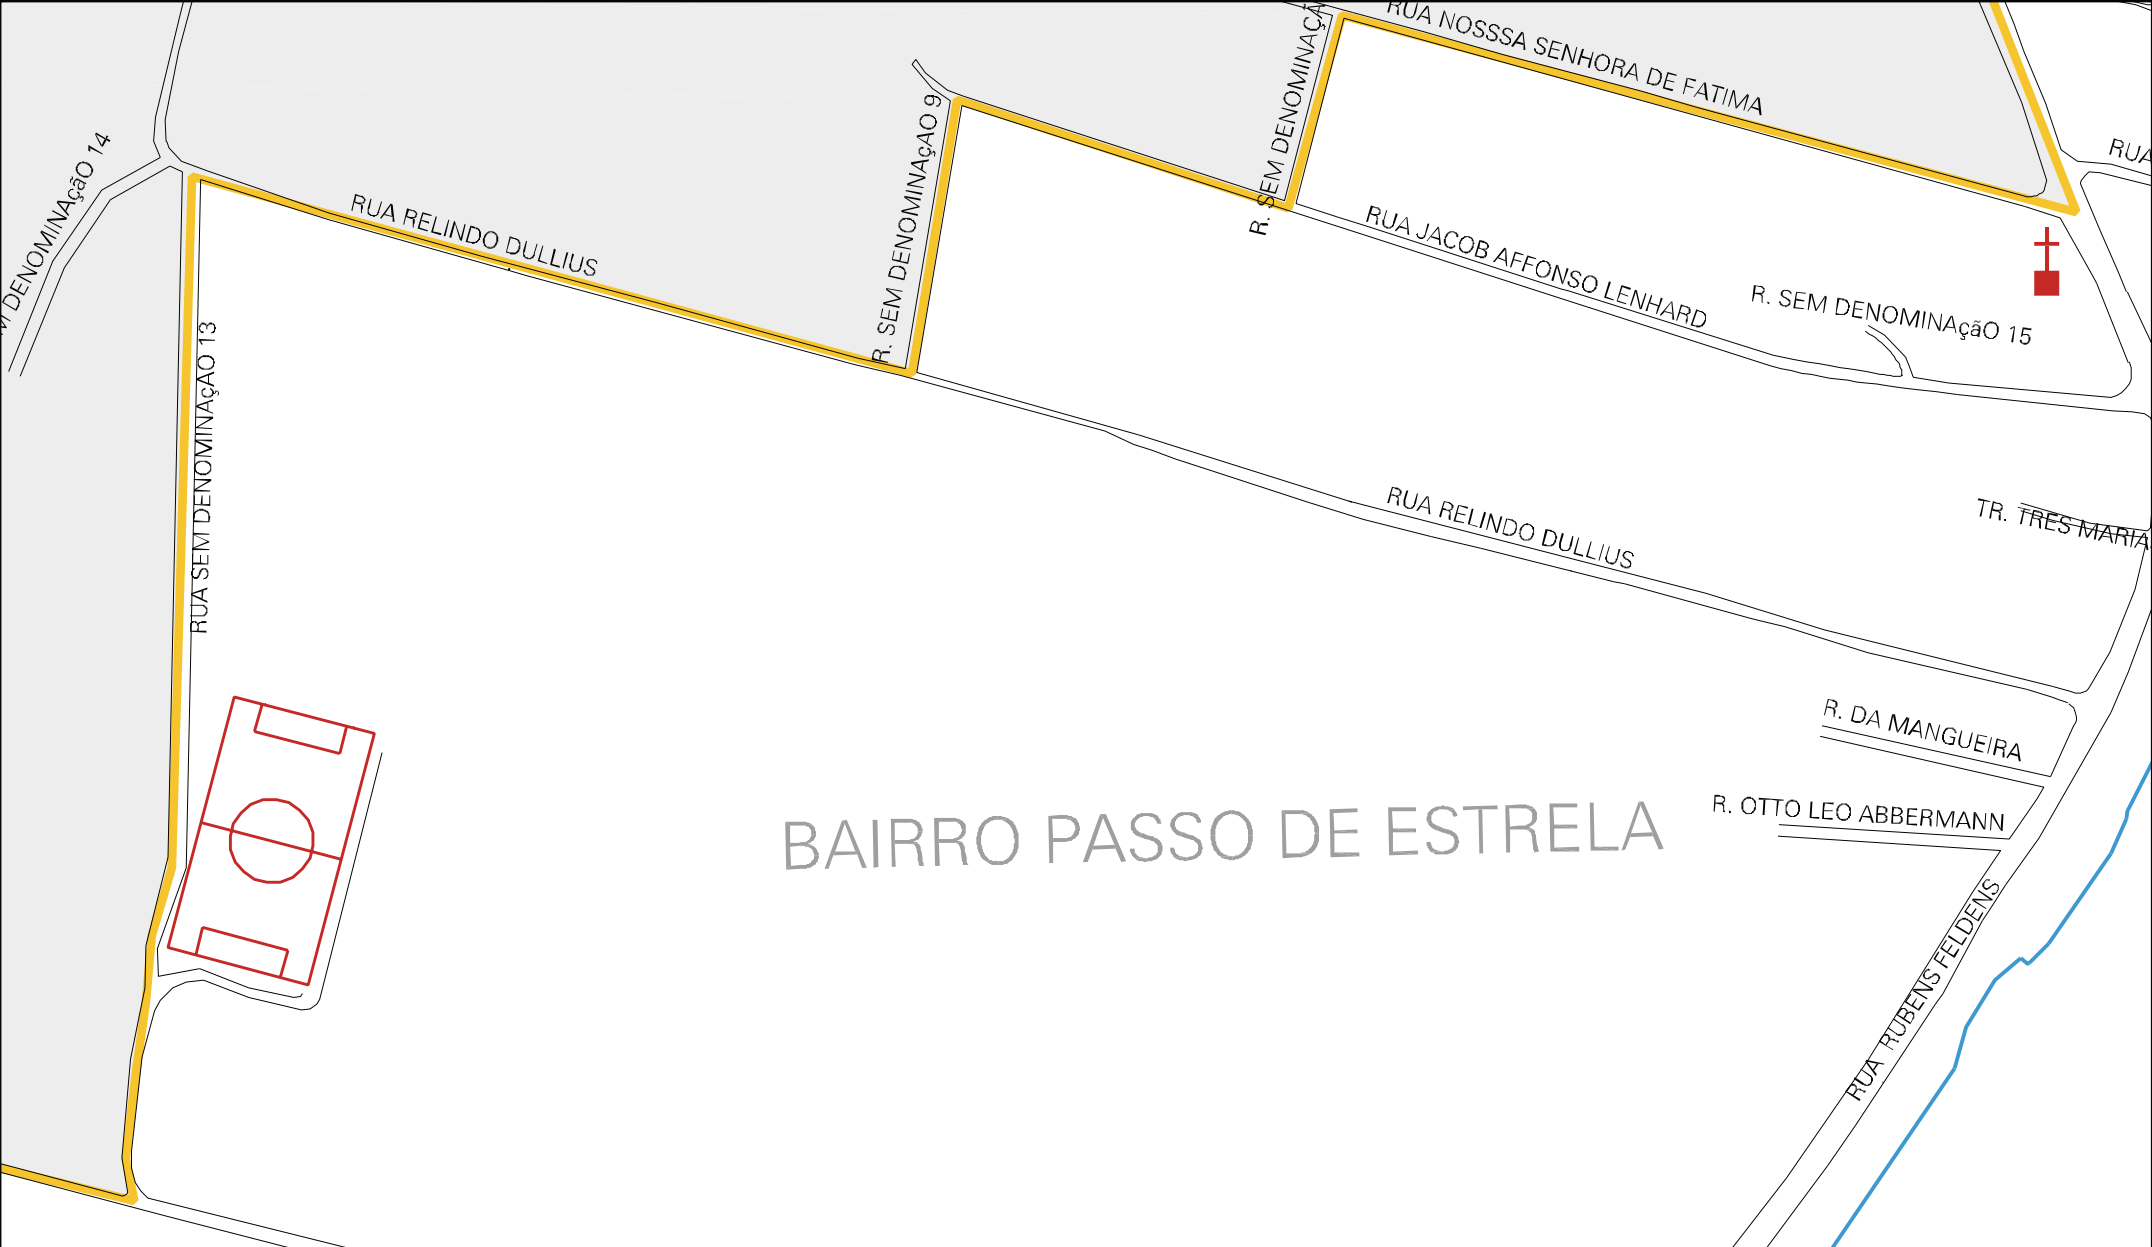 RUA NOSSSA SENHORA DE FATIMA
RUA
DENOMINAçãO 14
R. SEM DENOMINAçAO 9
R. SEM DENOMINAÇÃ
RUA RELINDO DULLIUS
RUA JACOB AFFONSO LENHARD
R. SEM DENOMINAçãO 15
RUA SEM DENOMINAçAO 13
RUA RELINDO DULLIUS
TR. TRES MARIA
R. DA MANGUEIRA
R. OTTO LEO ABBERMANN
BAIRRO PASSO DE ESTRELA
RUA RUBENS FELDENS